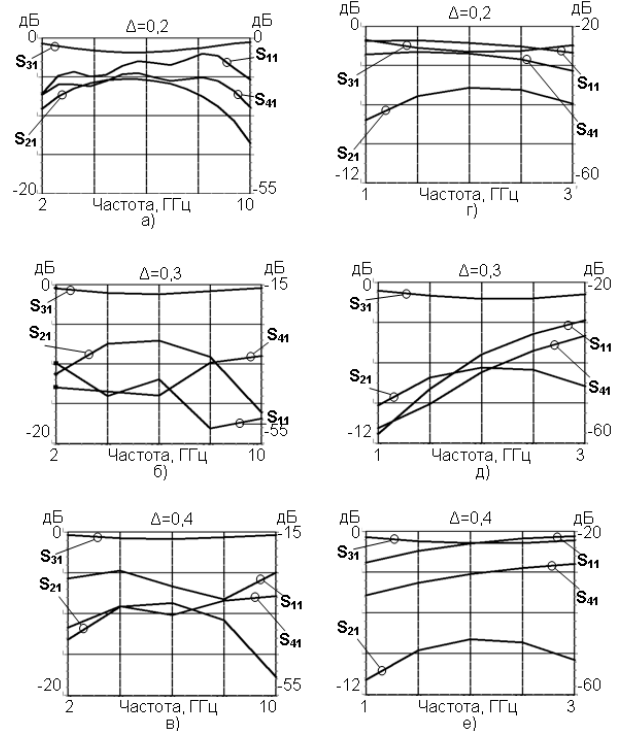 дБ Δ=0,2 дБ
0 0
S31 S11
S41
S21
-20 -55
2 Частота, ГГц 10
а)
дБ Δ=0,2 дБ
0 -20
S31 S11
S21 S41
-12 -60
1 Частота, ГГц 3
г)
дБ Δ=0,3 дБ
0 -15
S31
S21 S41
S11
-20 -55
2 Частота, ГГц 10
б)
дБ Δ=0,3 дБ
0 -20
S31
S11
S21 S41
-12 -60
1 Частота, ГГц 3
д)
дБ Δ=0,4 дБ
0 -15
S31
S21 S11
S41
-20 -55
2 Частота, ГГц 10
в)
дБ Δ=0,4 дБ
0 -20
S31 S11
S41
S21
-12 -60
1 Частота, ГГц 3
е)